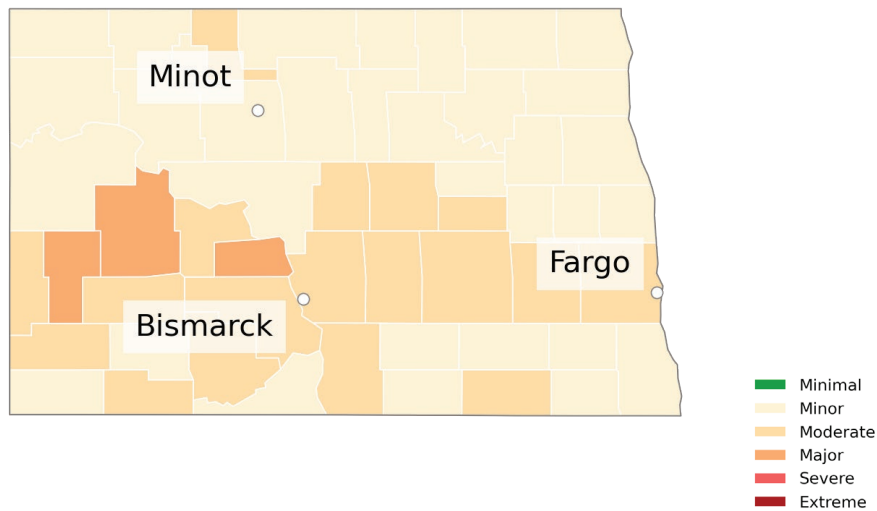 Minot
Fargo
Bismarck
Minimal
Minor
Moderate
Major
Severe
Extreme